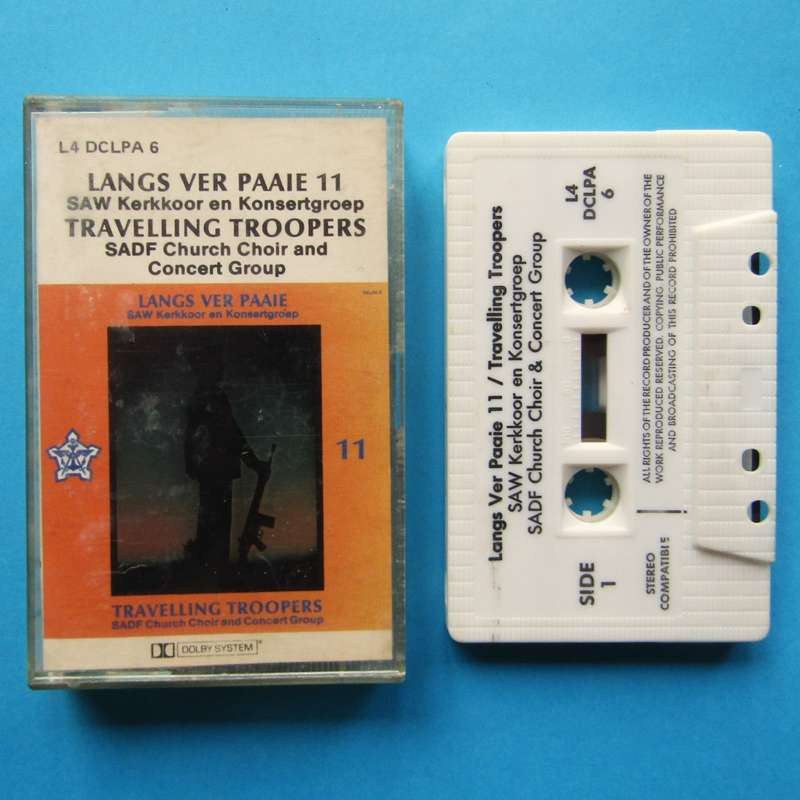 L4 DCLPA 6
LANGS VER PAAIE 11
SAW Kerkkoor en Konsertgroep
TRAVELLING TROOPERS
SADF Church Choir and
Concert Group
LANGS VER PAAIE
SAW Kerkkoor en Konsertgroep
11
TRAVELLING TROOPERS
SADF Church Choir and Concert Group
DOLBY SYSTEM
Langs Ver Paaie 11 / Travelling Troopers
SAW Kerkkoor en Konsertgroep
SADF Church Choir & Concert Group
L4
DCLPA
6
SIDE
1
ALL RIGHTS OF THE RECORD PRODUCER AND OF THE OWNER OF THE
WORK REPRODUCED RESERVED. COPYING, PUBLIC PERFORMANCE
AND BROADCASTING OF THIS RECORD PROHIBITED
STEREO
COMPATIBLE